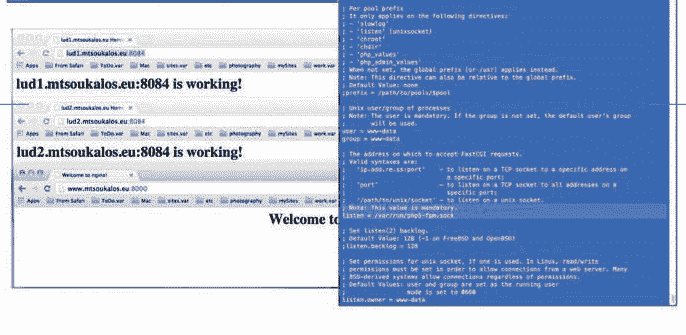 lud1.mtsoukalos.eu:8084
lud1.mtsoukalos.eu:8084
Apps From Safari ToDo.var Mac sites.var etc photography mySites work.var
lud1.mtsoukalos.eu:8084 is working!
lud2.mtsoukalos.eu:8084
Apps From Safari ToDo.var Mac sites.var etc photography mySites work.var
lud2.mtsoukalos.eu:8084 is working!
Welcome to nginx!
www.mtsoukalos.eu:8000
Apps From Safari ToDo.var Mac sites.var etc photography mySites work.var
Welcome to
; Per pool prefix
; It only applies on the following directives:
; - 'slowlog'
; - 'listen' (unixsocket)
; - 'chroot'
; - 'chdir'
; - 'php_values'
; - 'php_admin_values'
; When not set, the global prefix (or /usr) applies instead.
; Note: This directive can also be relative to the global prefix.
; Default Value: none
;prefix = /path/to/pools/$pool
; Unix user/group of processes
; Note: The user is mandatory. If the group is not set, the default user's group
; will be used.
user = www-data
group = www-data
; The address on which to accept FastCGI requests.
; Valid syntaxes are:
; 'ip.add.re.ss:port' - to listen on a TCP socket to a specific address on
; a specific port;
; 'port' - to listen on a TCP socket to all addresses on a
; specific port;
; '/path/to/unix/socket' - to listen on a unix socket.
; Note: This value is mandatory.
listen = /var/run/php5-fpm.sock
; Set listen(2) backlog.
; Default Value: 128 (-1 on FreeBSD and OpenBSD)
;listen.backlog = 128
; Set permissions for unix socket, if one is used. In Linux, read/write
; permissions must be set in order to allow connections from a web server. Many
; BSD-derived systems allow connections regardless of permissions.
; Default Values: user and group are set as the running user
; mode is set to 0660
listen.owner = www-data